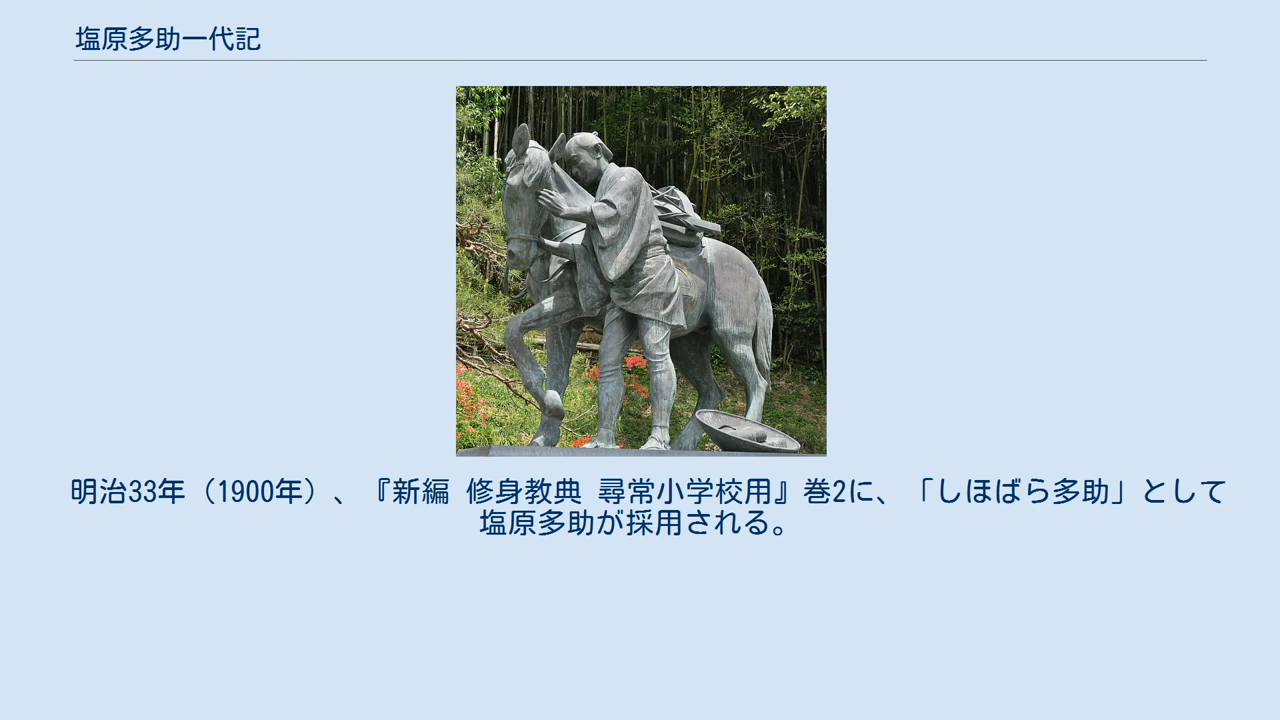 塩原多助一代記
明治33年（1900年）、『新編 修身教典 尋常小学校用』巻2に、「しほばら多助」として
塩原多助が採用される。